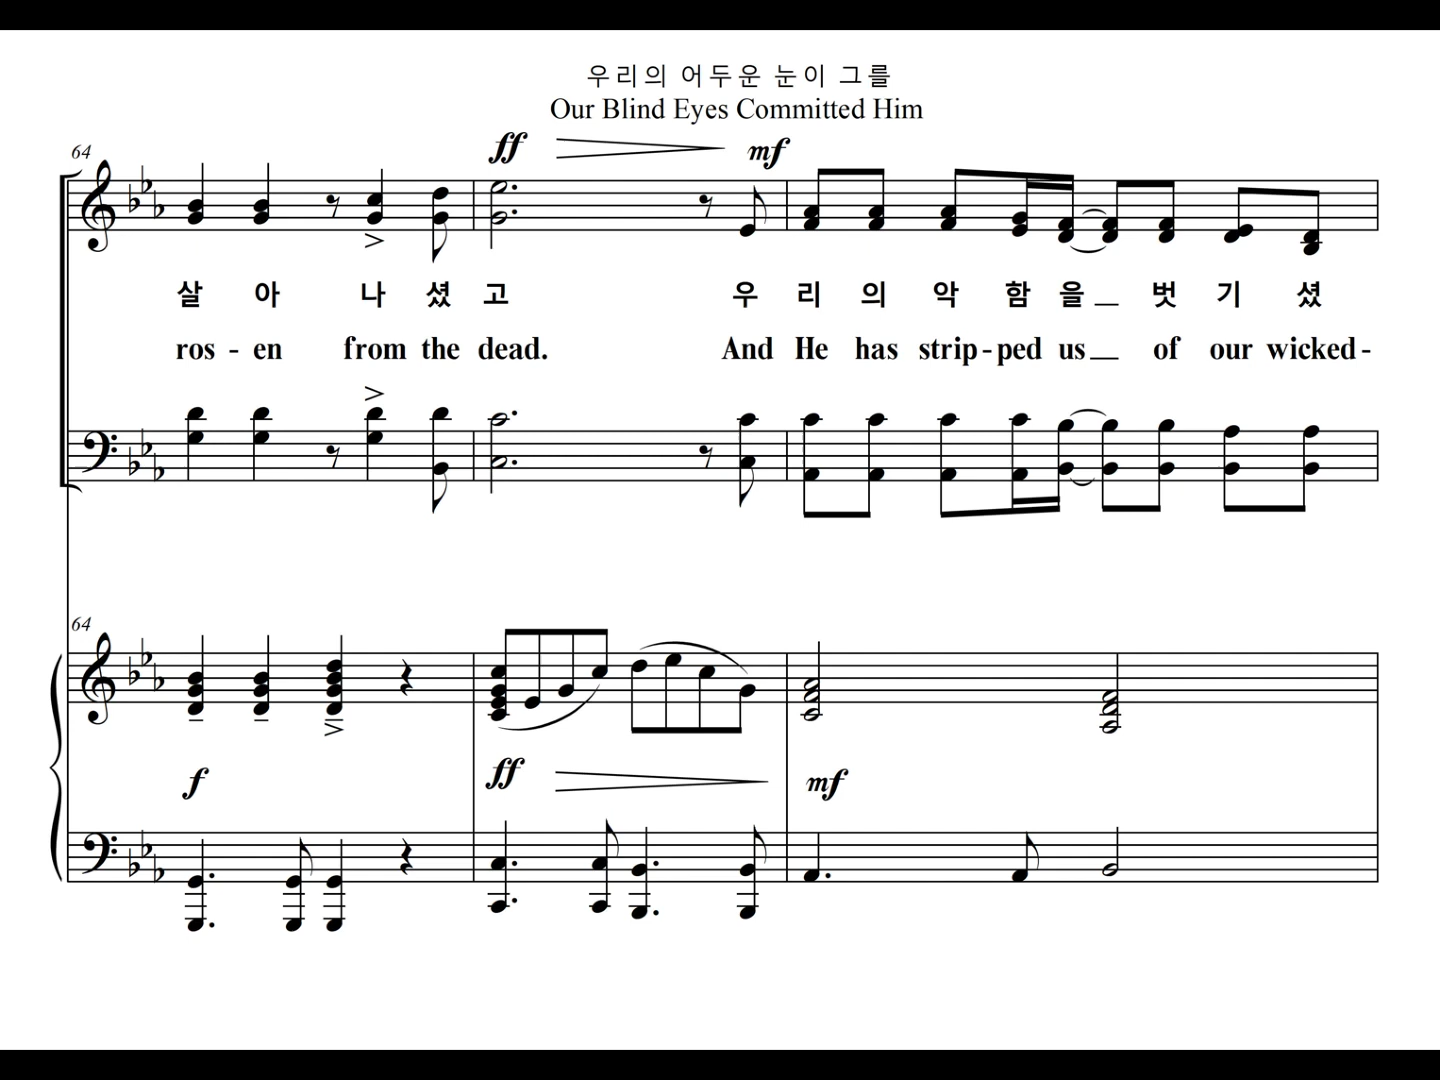 우리의 어두운 눈이 그를
Our Blind Eyes Committed Him
ff mf
64
살 아 나 셨 고 우 리 의 악 함 을 벗 기 셨
ros - en from the dead. And He has strip - ped us of our wicked -
64
f ff mf